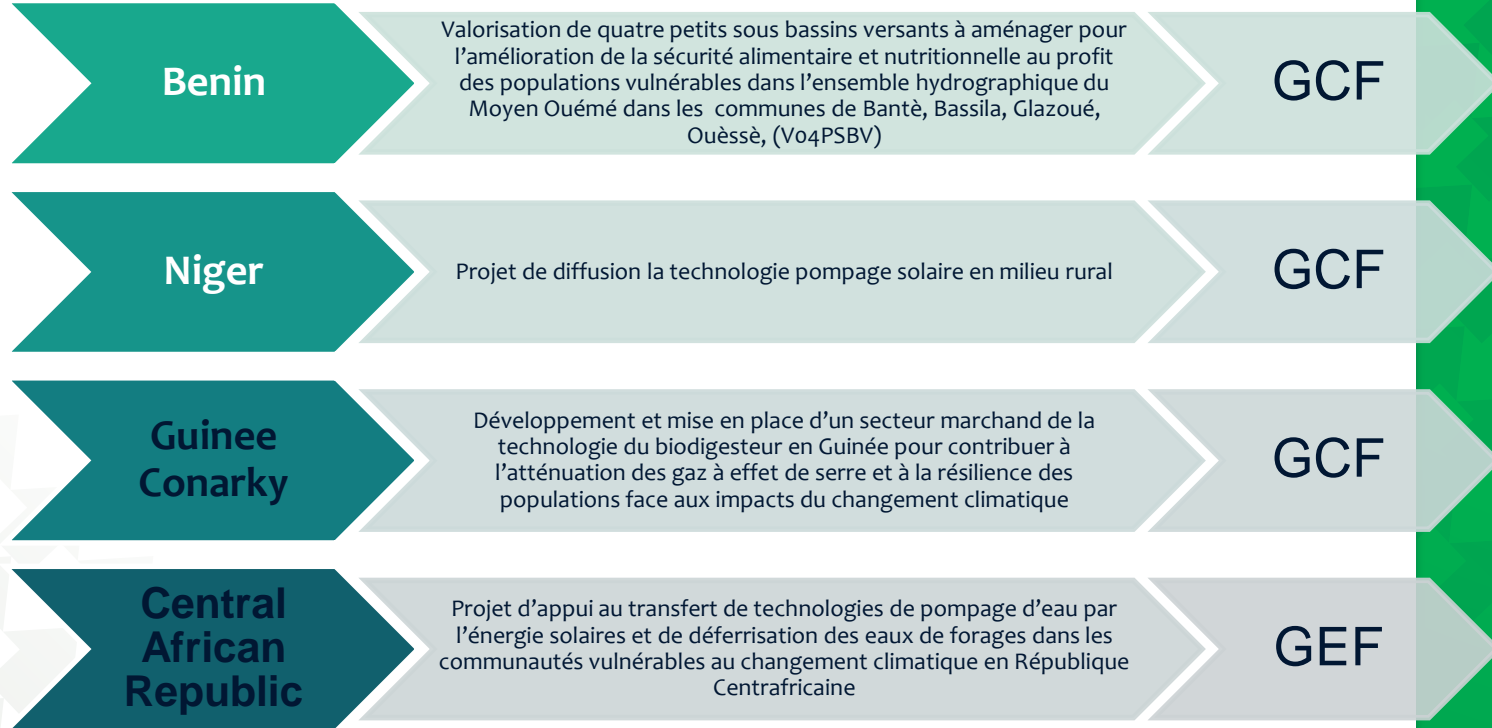 Benin
Valorisation de quatre petits sous bassins versants à aménager pour
l’amélioration de la sécurité alimentaire et nutritionnelle au profit
des populations vulnérables dans l’ensemble hydrographique du
Moyen Ouémé dans les  communes de Bantè, Bassila, Glazoué,
Ouèssè, (V04PSBV)
GCF
Niger
Projet de diffusion la technologie pompage solaire en milieu rural
GCF
Guinee
Conarky
Développement et mise en place d’un secteur marchand de la
technologie du biodigesteur en Guinée pour contribuer à
l’atténuation des gaz à effet de serre et à la résilience des
populations face aux impacts du changement climatique
GCF
Central
African
Republic
Projet d’appui au transfert de technologies de pompage d’eau par
l’énergie solaires et de déferrisation des eaux de forages dans les
communautés vulnérables au changement climatique en République
Centrafricaine
GEF